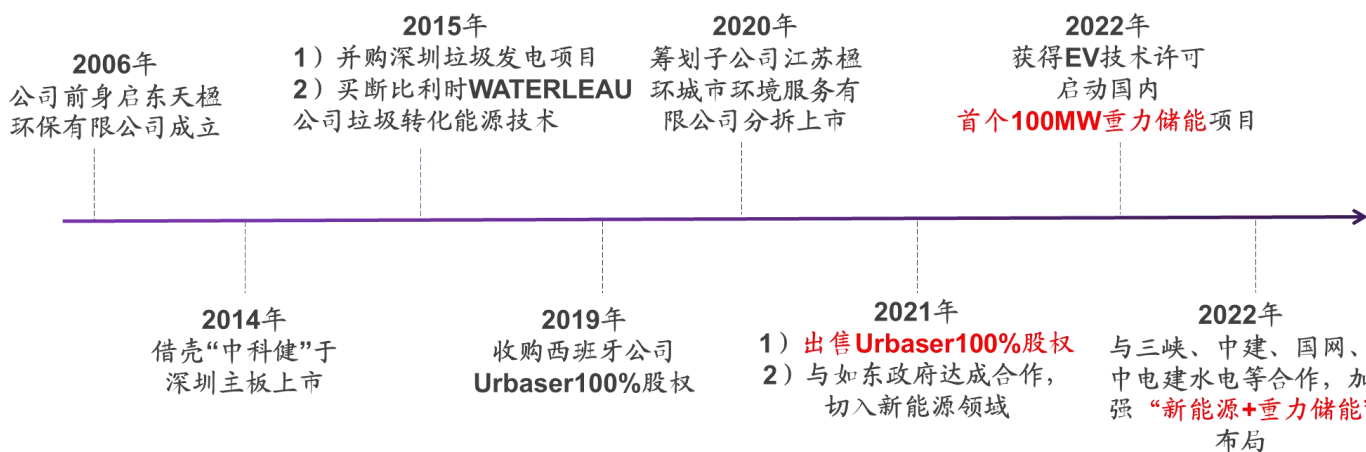 2006年
公司前身启东天楹
环保有限公司成立
2015年
1）并购深圳垃圾发电项目
2）买断比利时WATERLEAU
公司垃圾转化能源技术
2020年
筹划子公司江苏楹
环城市环境服务有
限公司分拆上市
2022年
获得EV技术许可
启动国内
首个100MW重力储能项目
2014年
借壳“中科健”于
深圳主板上市
2019年
收购西班牙公司
Urbaser100%股权
2021年
1）出售Urbaser100%股权
2）与如东政府达成合作，
切入新能源领域
2022年
与三峡、中建、国网、
中电建水电等合作，加
强“新能源+重力储能”
布局